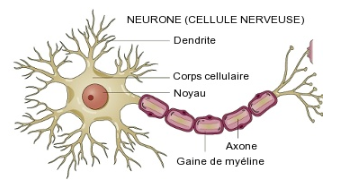 NEURONE (CELLULE NERVEUSE)
Dendrite
Corps cellulaire
Noyau
Axone
Gaine de myéline